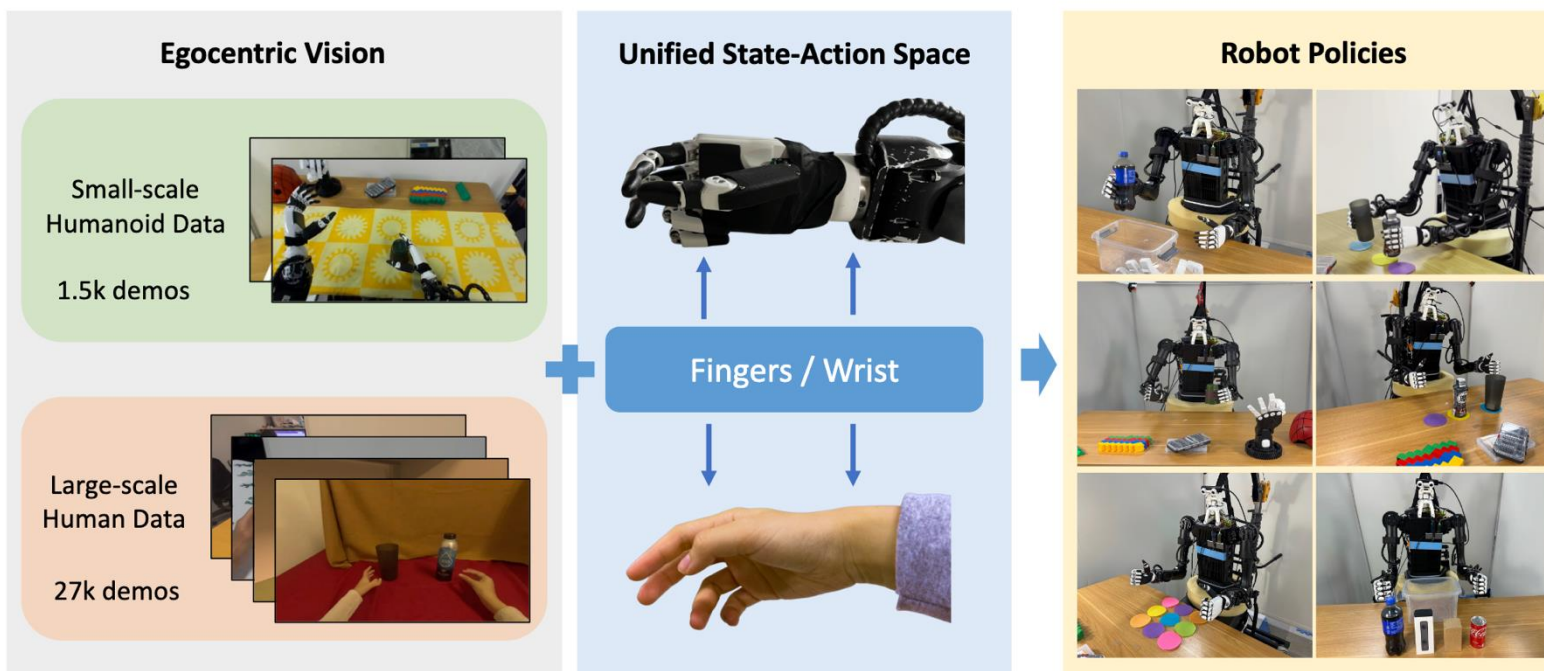 Egocentric Vision
Small-scale
Humanoid Data
1.5k demos
Large-scale
Human Data
27k demos
Unified State-Action Space
Fingers / Wrist
Robot Policies